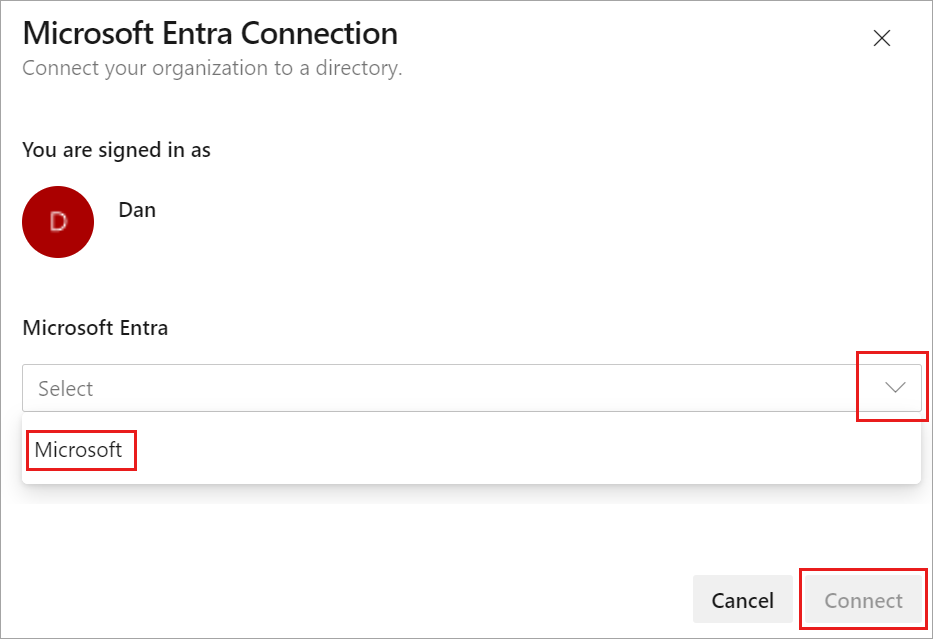 Microsoft Entra Connection
Connect your organization to a directory.
You are signed in as
D
Dan
Microsoft Entra
Select
Microsoft
Cancel
Connect